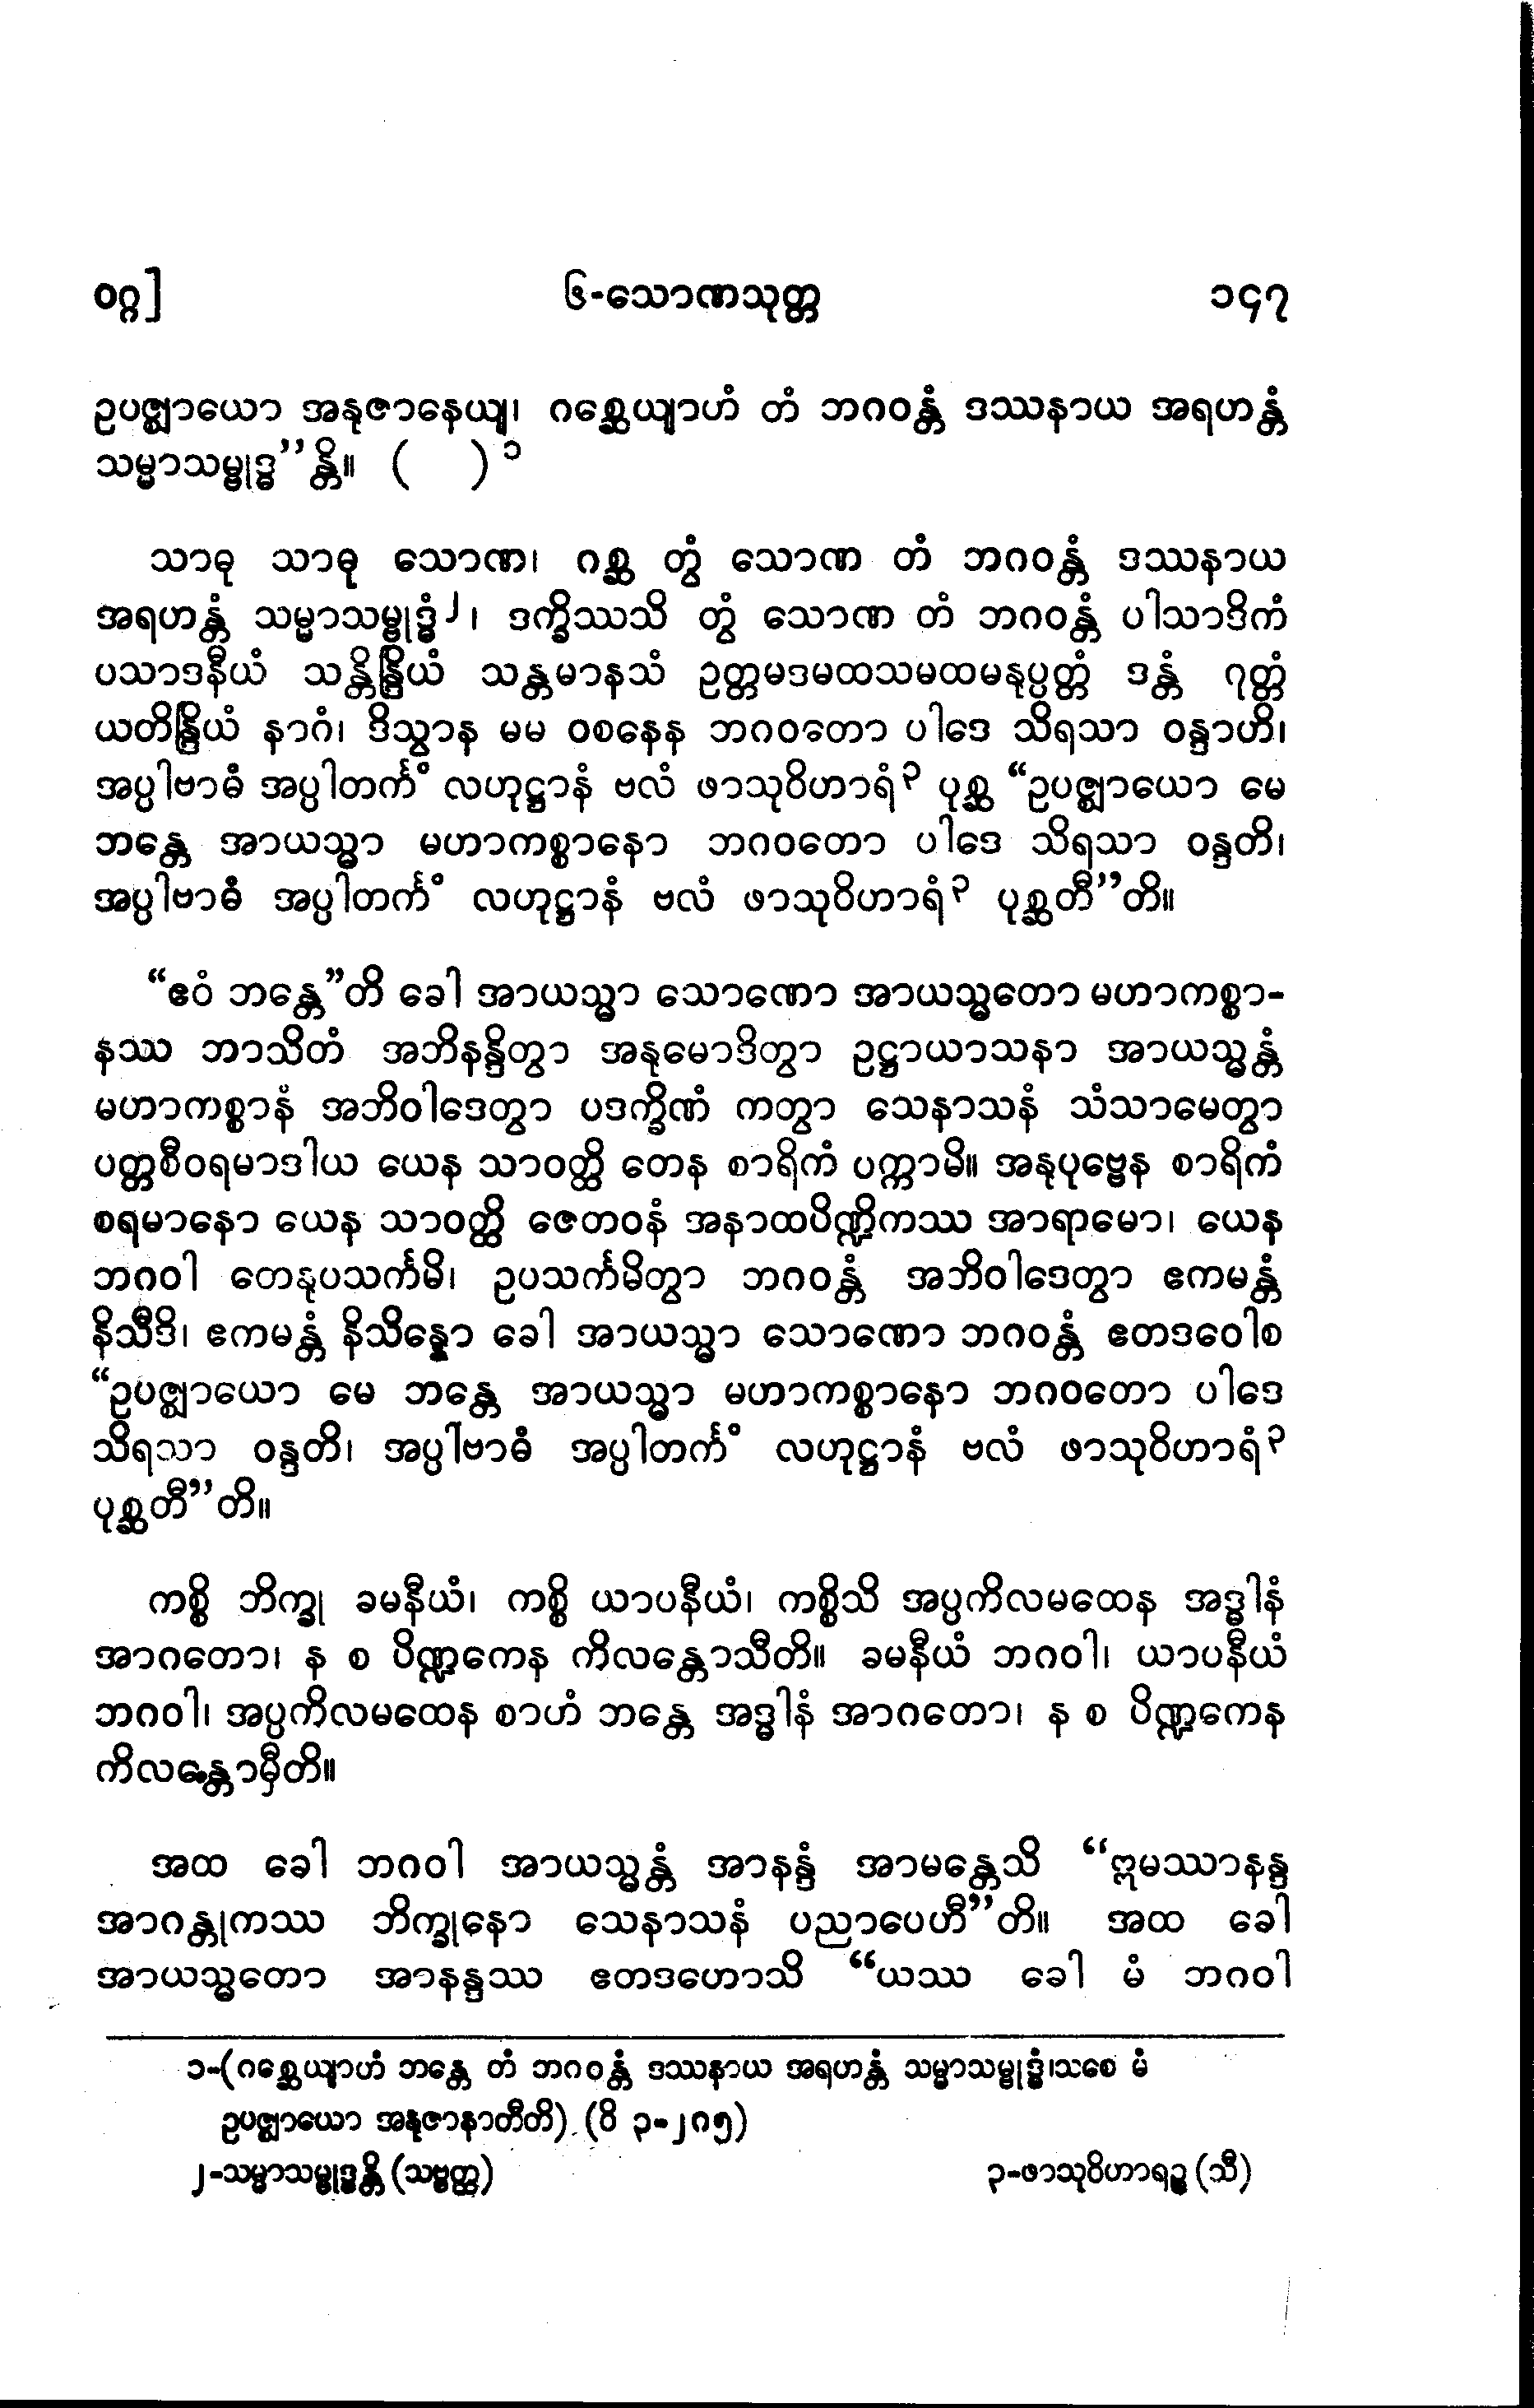 ဝဂ္ဂ] ၆-သောဏသုတ္တ ၁၄၇
ဥပဇ္ဈာယော အနုဇာနေယျ၊ ဂစ္ဆေယျာဟံ တံ ဘဂဝန္တံ ဒဿနာယ အရဟန္တံ
သမ္မာသမ္ဗုဒ္ဓ”န္တိ။ ( )၁
သာဓု သာဓု သောဏ၊ ဂစ္ဆ တွံ သောဏ တံ ဘဂဝန္တံ ဒဿနာယ
အရဟန္တံ သမ္မာသမ္ဗုဒ္ဓံ၂၊ ဒက္ခိဿသိ တွံ သောဏ တံ ဘဂဝန္တံ ပါသာဒိကံ
ပသာဒနီယံ သန္တိန္ဒြိယံ သန္တမာနသံ ဥတ္တမဒမထသမထမနုပ္ပတ္တံ ဒန္တံ ဂုတ္တံ
ယတိန္ဒြိယံ နာဂံ၊ ဒိသွာန မမ ဝစနေန ဘဂဝတော ပါဒေ သိရသာ ဝန္ဒာဟိ၊
အပ္ပါဗာဓံ အပ္ပါတင်္ကံ လဟုဋ္ဌာနံ ဗလံ ဖာသုဝိဟာရံ၃ ပုစ္ဆ “ဥပဇ္ဈာယော မေ
ဘန္တေ အာယသ္မာ မဟာကစ္စာနော ဘဂဝတော ပါဒေ သိရသာ ဝန္ဒတိ၊
အပ္ပါဗာဓံ အပ္ပါတင်္ကံ လဟုဋ္ဌာနံ ဗလံ ဖာသုဝိဟာရံ၃ ပုစ္ဆတီ”တိ။
“ဧဝံ ဘန္တေ”တိ ခေါ အာယသ္မာ သောဏော အာယသ္မတော မဟာကစ္စာ-
နဿ ဘာသိတံ အဘိနန္ဒိတွာ အနုမောဒိတွာ ဥဋ္ဌာယာသနာ အာယသ္မန္တံ
မဟာကစ္စာနံ အဘိဝါဒေတွာ ပဒက္ခိဏံ ကတွာ သေနာသနံ သံသာမေတွာ
ပတ္တစီဝရမာဒါယ ယေန သာဝတ္ထိ တေန စာရိကံ ပက္ကာမိ။ အနုပုဗ္ဗေန စာရိကံ
စရမာနော ယေန သာဝတ္ထိ ဇေတဝနံ အနာထပိဏ္ဍိကဿ အာရာမော၊ ယေန
ဘဂဝါ တေနုပသင်္ကမိ၊ ဥပသင်္ကမိတွာ ဘဂဝန္တံ အဘိဝါဒေတွာ ဧကမန္တံ
နိသီဒိ၊ ဧကမန္တံ နိသိန္နော ခေါ အာယသ္မာ သောဏော ဘဂဝန္တံ ဧတဒဝေါစ
“ဥပဇ္ဈာယော မေ ဘန္တေ အာယသ္မာ မဟာကစ္စာနော ဘဂဝတော ပါဒေ
သိရသာ ဝန္ဒတိ၊ အပ္ပါဗာဓံ အပ္ပါတင်္ကံ လဟုဋ္ဌာနံ ဗလံ ဖာသုဝိဟာရံ၃
ပုစ္ဆတီ”တိ။
ကစ္စိ ဘိက္ခု ခမနီယံ၊ ကစ္စိ ယာပနီယံ၊ ကစ္စိသိ အပ္ပကိလမထေန အဒ္ဓါနံ
အာဂတော၊ န စ ပိဏ္ဍကေန ကိလန္တောသီတိ။ ခမနီယံ ဘဂဝါ၊ ယာပနီယံ
ဘဂဝါ၊ အပ္ပကိလမထေန စာဟံ ဘန္တေ အဒ္ဓါနံ အာဂတော၊ န စ ပိဏ္ဍကေန
ကိလန္တောမှီတိ။
အထ ခေါ ဘဂဝါ အာယသ္မန္တံ အာနန္ဒံ အာမန္တေသိ “ဣမဿာနန္ဒ
အာဂန္တုကဿ ဘိက္ခုနော သေနာသနံ ပညာပေဟီ”တိ။ အထ ခေါ
အာယသ္မတော အာနန္ဒဿ ဧတဒဟောသိ “ယဿ ခေါ မံ ဘဂဝါ
၁-(ဂစ္ဆေယျာဟံ ဘန္တေ တံ ဘဂဝန္တံ ဒဿနာယ အရဟန္တံ သမ္မာသမ္ဗုဒ္ဓံ၊သစေ မံ
ဥပဇ္ဈာယော အနုဇာနာတီတိ) (ဝိ ၃-၂၈၅)
၂-သမ္မာသမ္ဗုဒ္ဓန္တိ (သဗ္ဗတ္ထ) ၃-ဖာသုဝိဟာရဉ္စ (သီ)